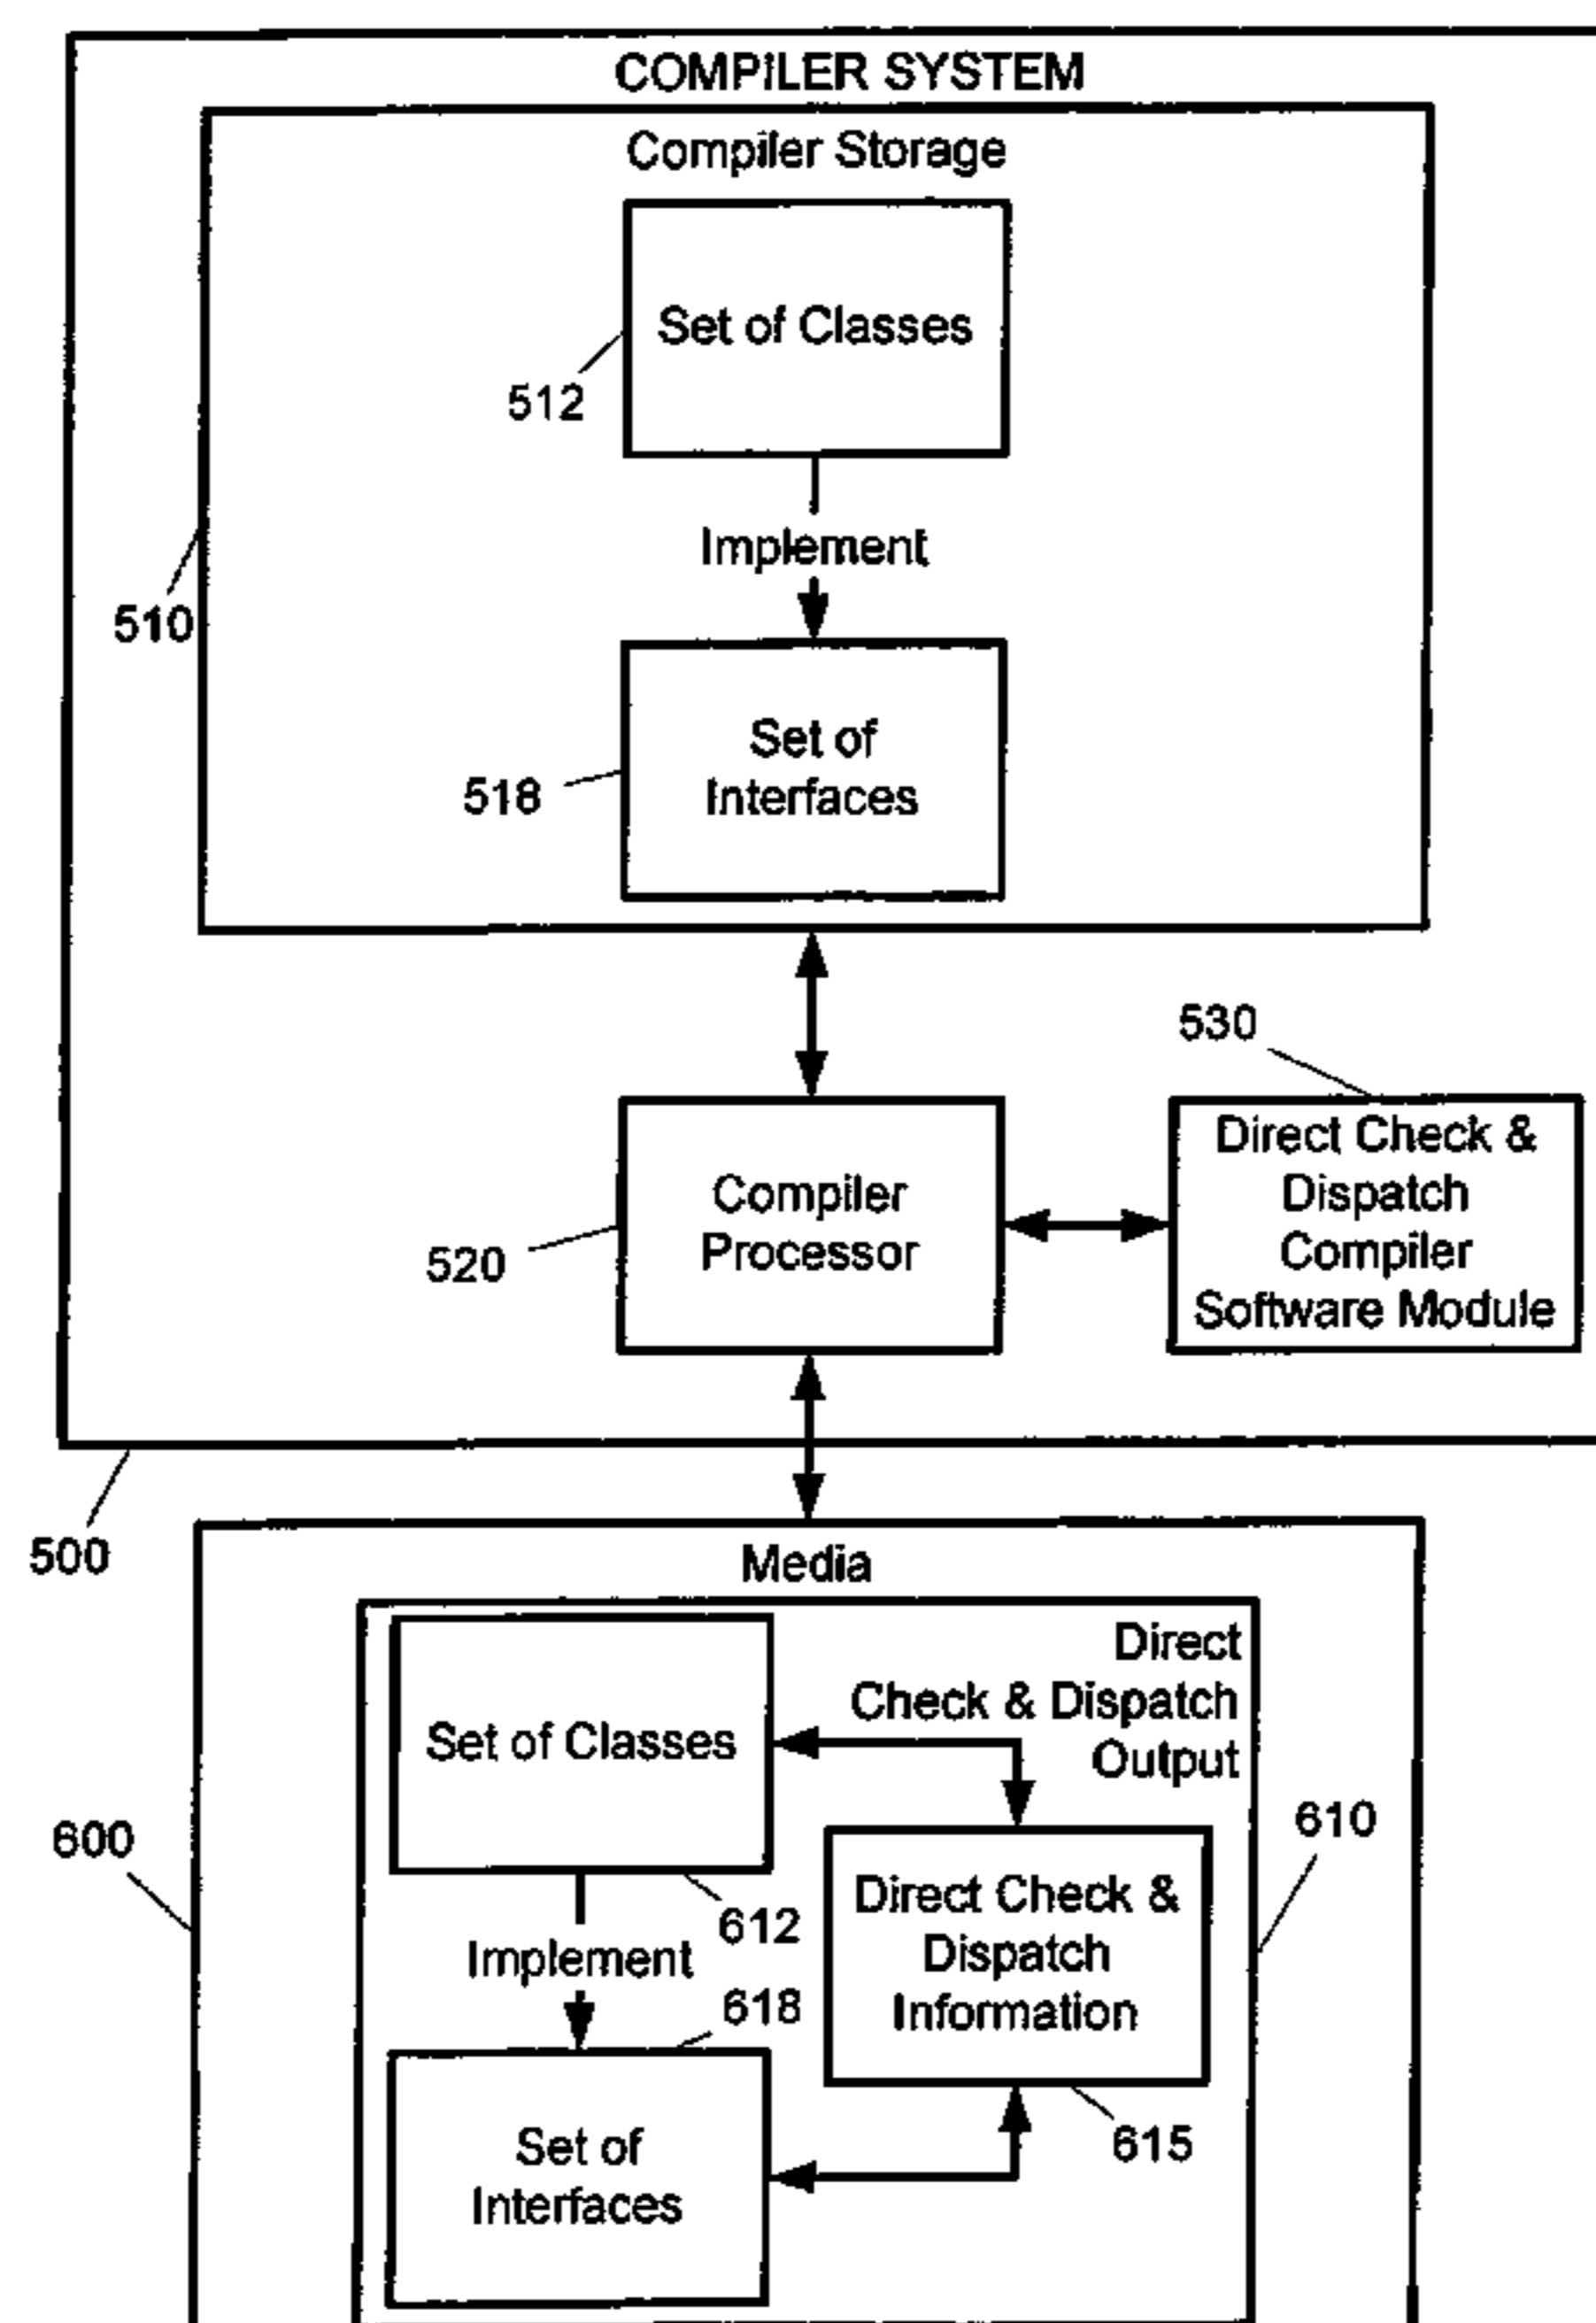 COMPILER SYSTEM
Compiler Storage
Set of Classes
512
Implement
510
Set of
Interfaces
518
530
Compiler
Processor
520
Direct Check &
Dispatch
Compiler
Software Module
500
Media
Direct
Check & Dispatch
Output
Set of Classes
600
610
612
Direct Check &
Dispatch
Information
Implement
618
615
Set of
Interfaces